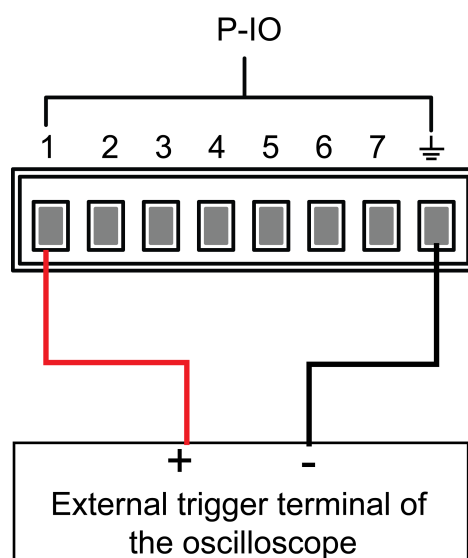 P-IO
1 2 3 4 5 6 7
+ -
External trigger terminal of
the oscilloscope